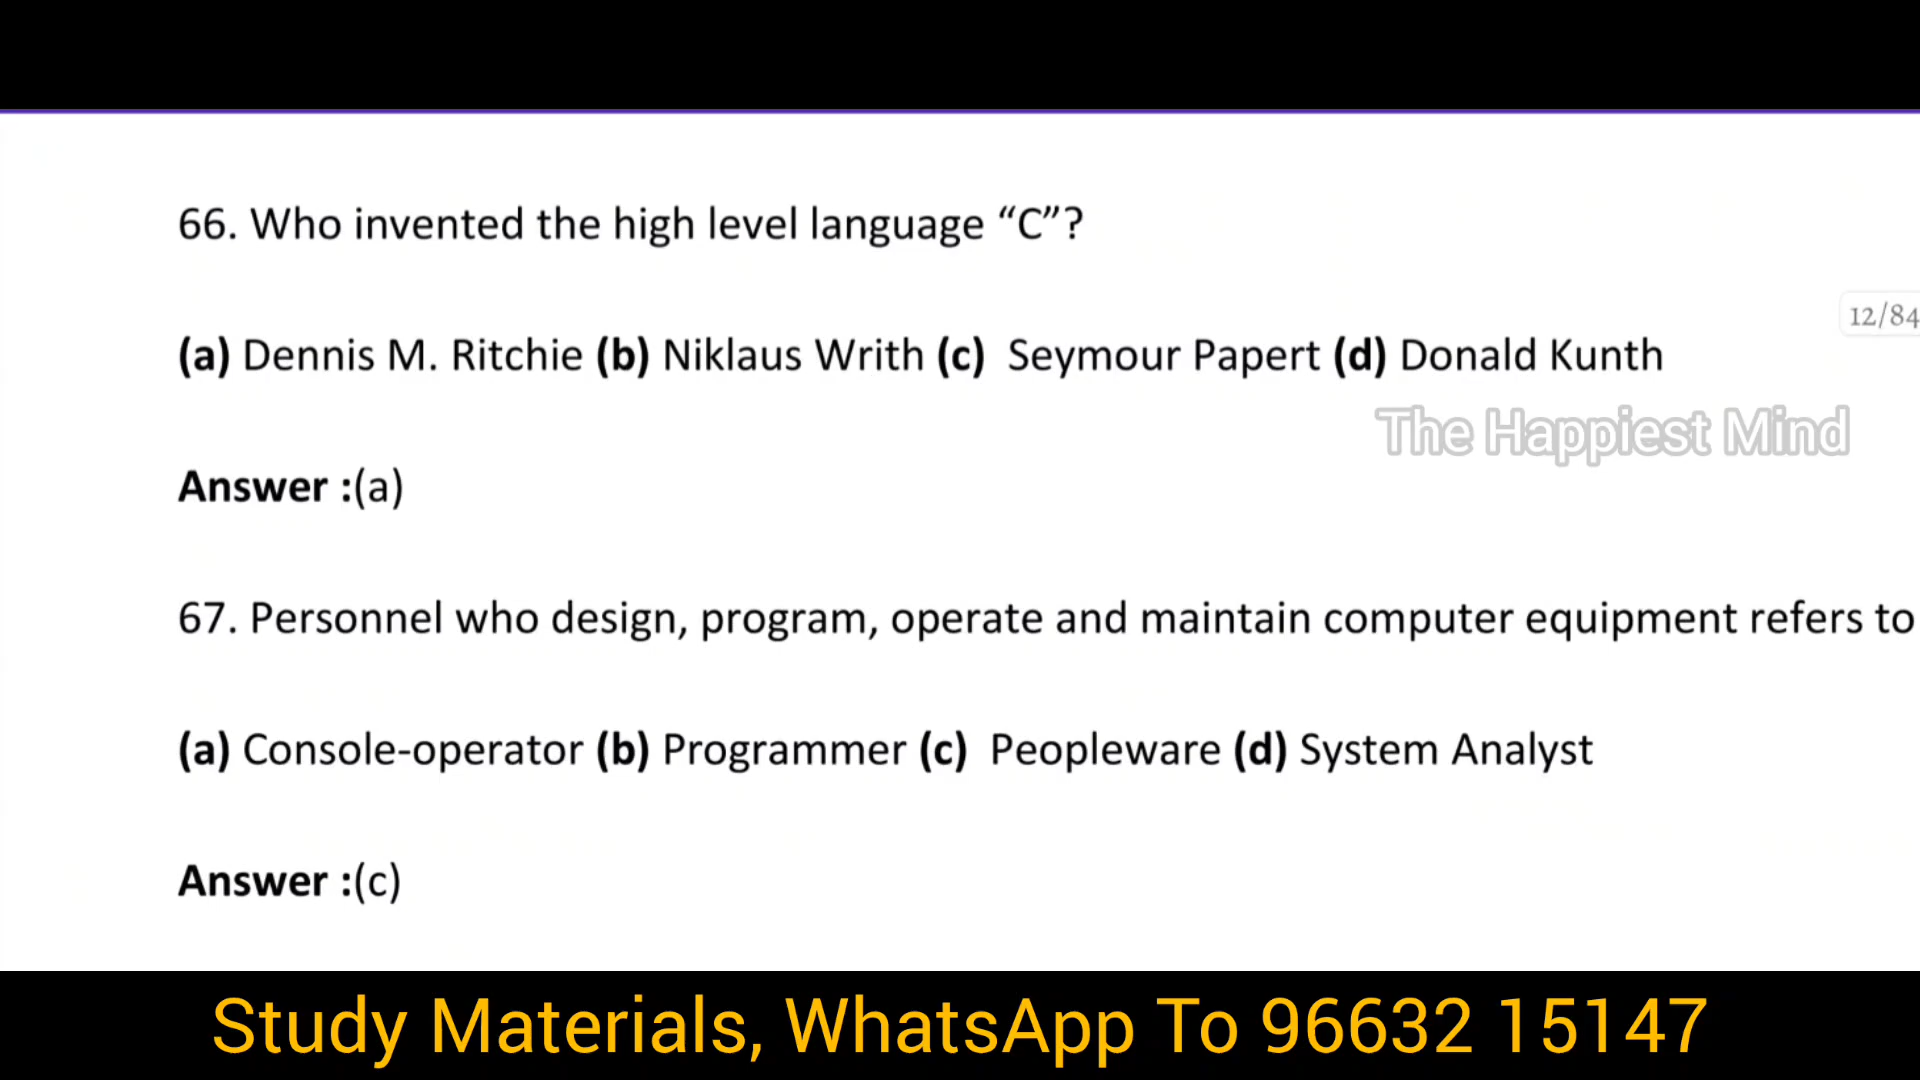 66. Who invented the high level language “C”?
12/84
(a) Dennis M. Ritchie (b) Niklaus Writh (c) Seymour Papert (d) Donald Kunth
The Happiest Mind
Answer :(a)
67. Personnel who design, program, operate and maintain computer equipment refers to
(a) Console-operator (b) Programmer (c) Peopleware (d) System Analyst
Answer :(c)
Study Materials, WhatsApp To 96632 15147